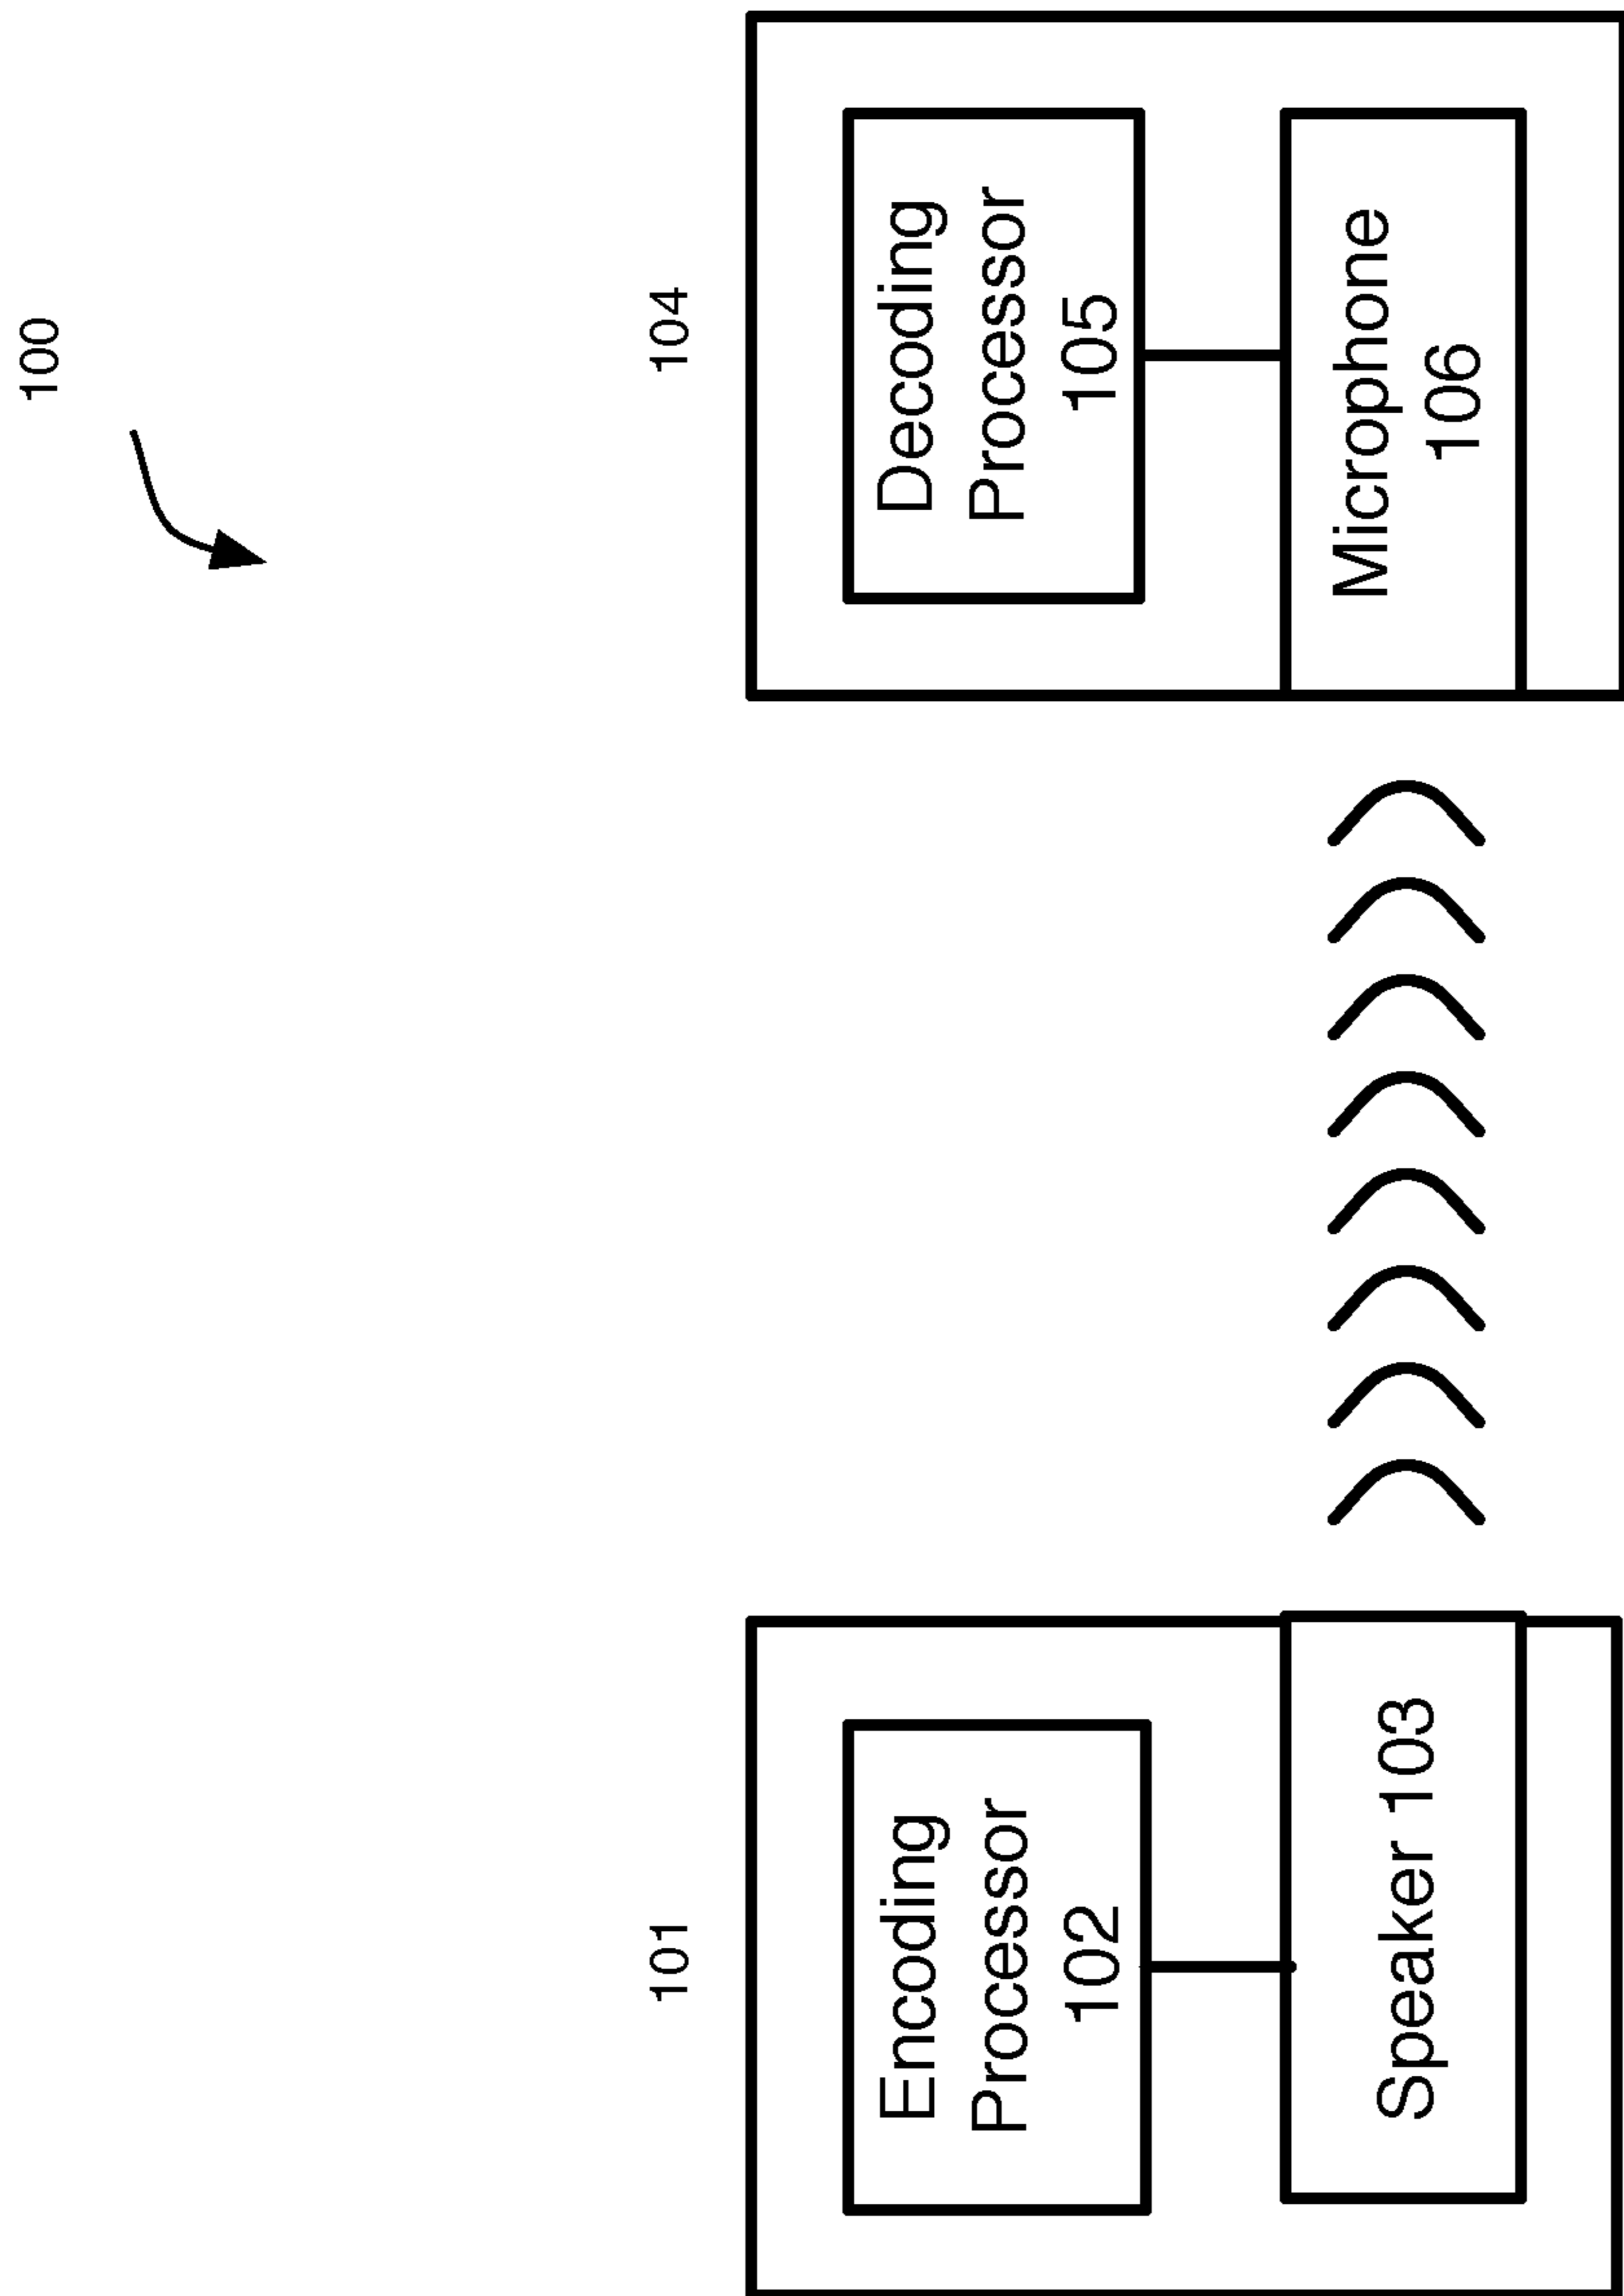 100
101
Encoding
Processor
102
Speaker 103
104
Decoding
Processor
105
Microphone
106